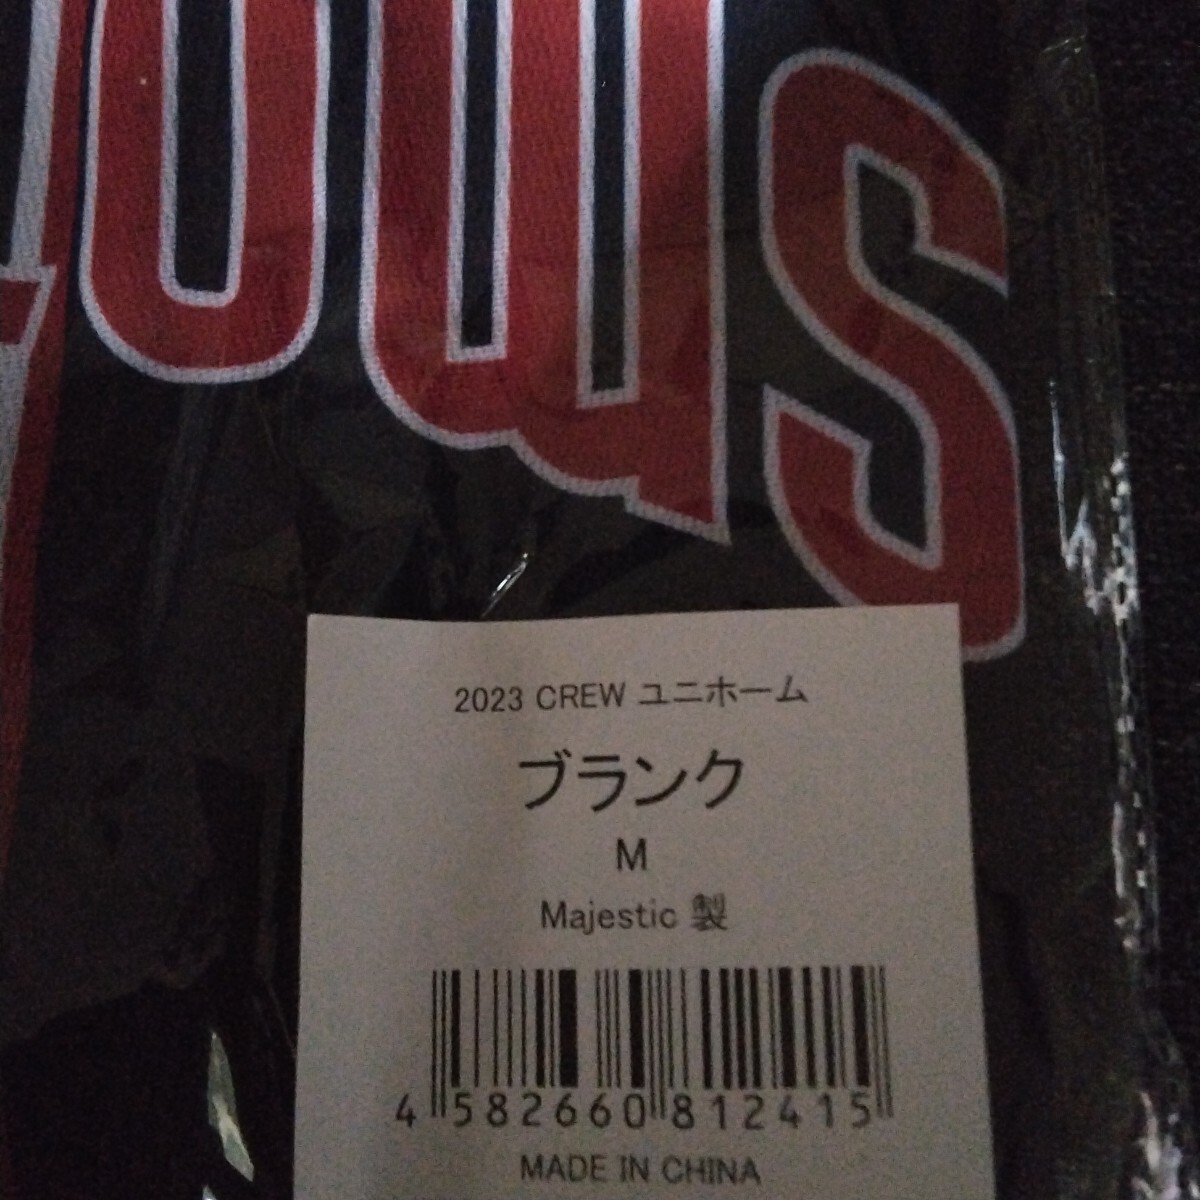 ows
2023 CREW ユニホーム
ブランク
M
Majestic 製
4 582660 812415
MADE IN CHINA